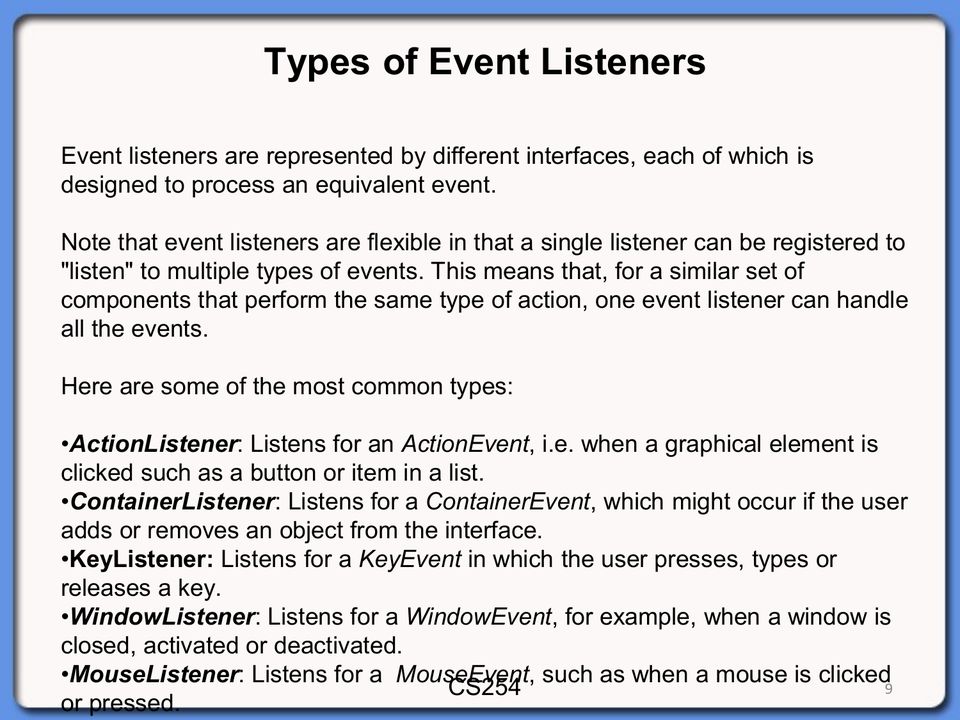 Types of Event Listeners
Event listeners are represented by different interfaces, each of which is
designed to process an equivalent event.
Note that event listeners are flexible in that a single listener can be registered to
"listen" to multiple types of events. This means that, for a similar set of
components that perform the same type of action, one event listener can handle
all the events.
Here are some of the most common types:
•ActionListener: Listens for an ActionEvent, i.e. when a graphical element is
clicked such as a button or item in a list.
•ContainerListener: Listens for a ContainerEvent, which might occur if the user
adds or removes an object from the interface.
•KeyListener: Listens for a KeyEvent in which the user presses, types or
releases a key.
•WindowListener: Listens for a WindowEvent, for example, when a window is
closed, activated or deactivated.
•MouseListener: Listens for a  MouseEvent, such as when a mouse is clicked
or pressed.
CS254
9